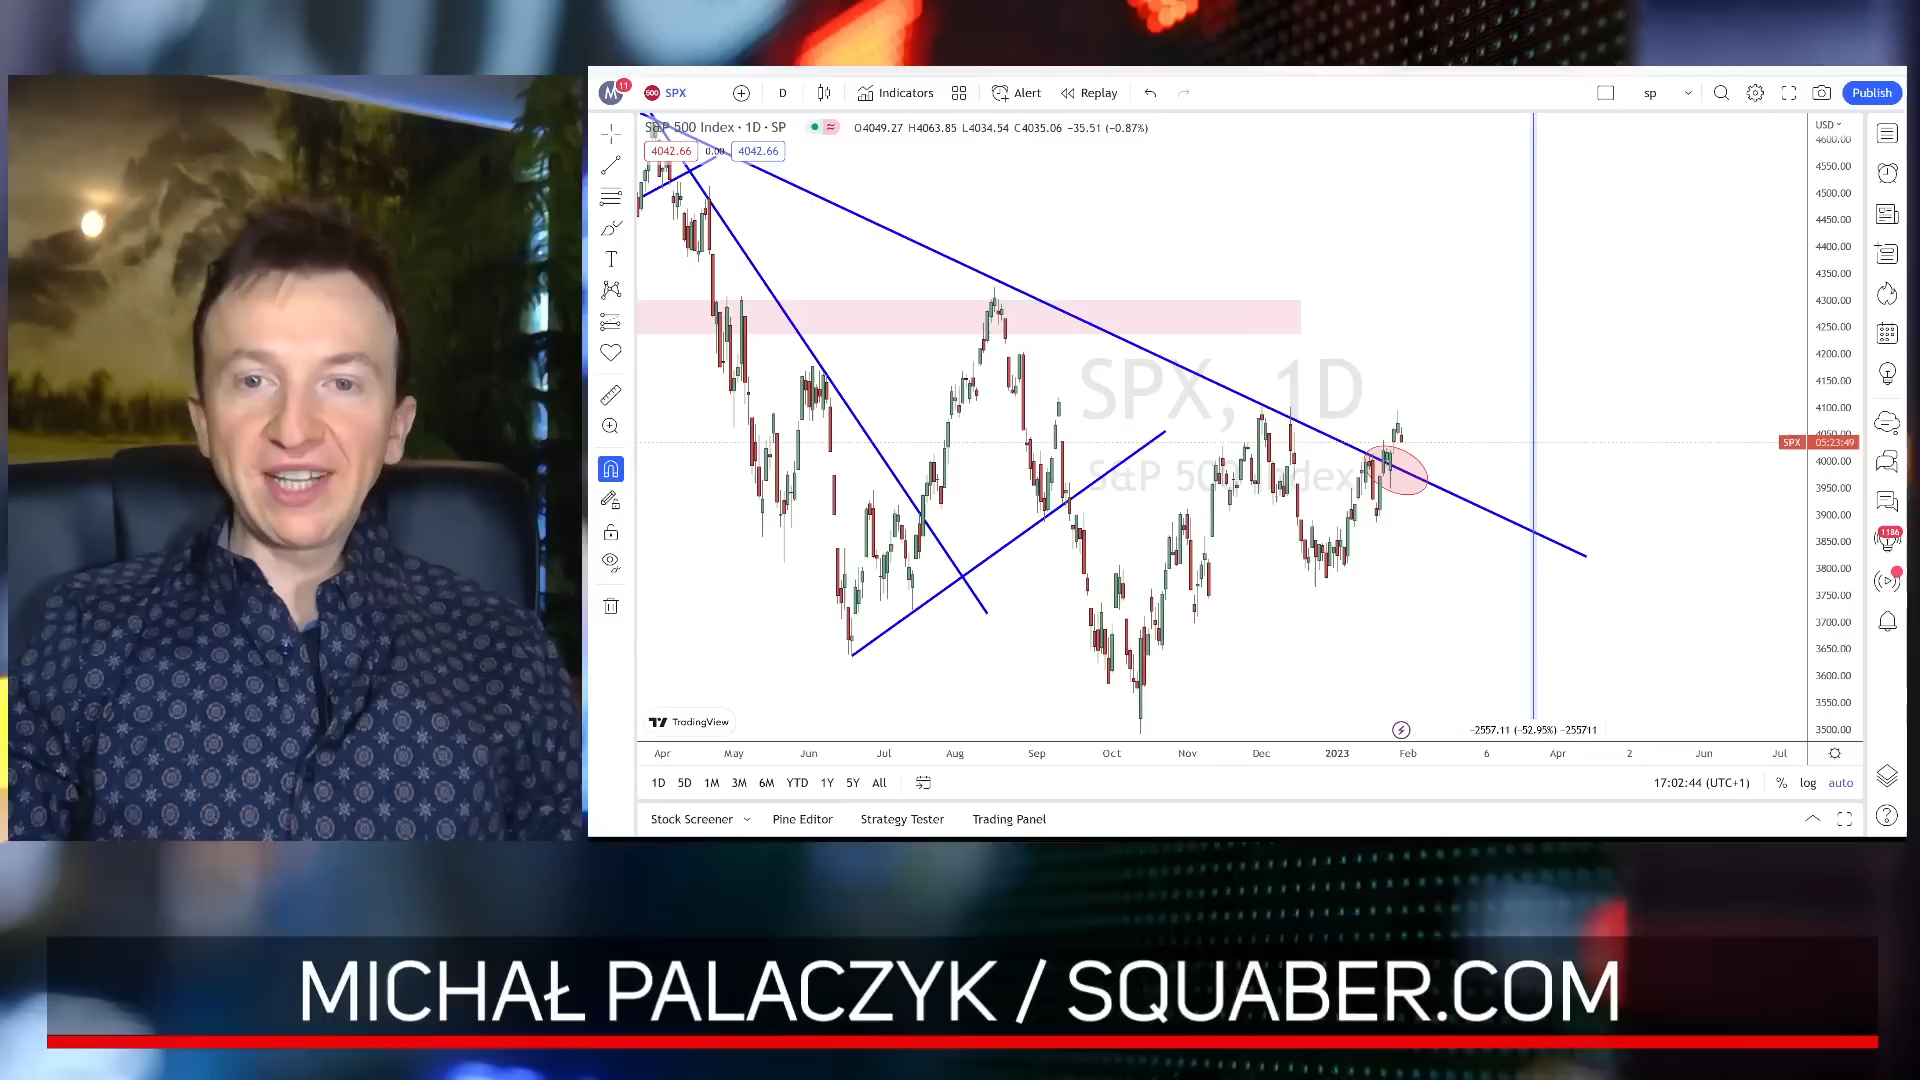 M 11 500 SPX D Indicators Alert Replay sp Publish
S&P 500 Index · 1D · SP O4049.27 H4063.85 L4034.54 C4035.06 −35.51 (−0.87%)
4042.66 0.00 4042.66
USD
4600.00
4550.00
4500.00
4450.00
4400.00
4350.00
4300.00
4250.00
4200.00
4150.00
4100.00
4000.00
3950.00
3900.00
3850.00
3800.00
3750.00
3700.00
3650.00
3600.00
3550.00
3500.00
SPX 05:23:49
SPX, 1D
S&P 500 Index
T
1186
TradingView
−2557.11 (−52.95%) −255711
Apr May Jun Jul Aug Sep Oct Nov Dec 2023 Feb 6 Apr 2 Jun Jul
1D 5D 1M 3M 6M YTD 1Y 5Y All 17:02:44 (UTC+1) % log auto
Stock Screener Pine Editor Strategy Tester Trading Panel
MICHAŁ PALACZYK / SQUABER.COM